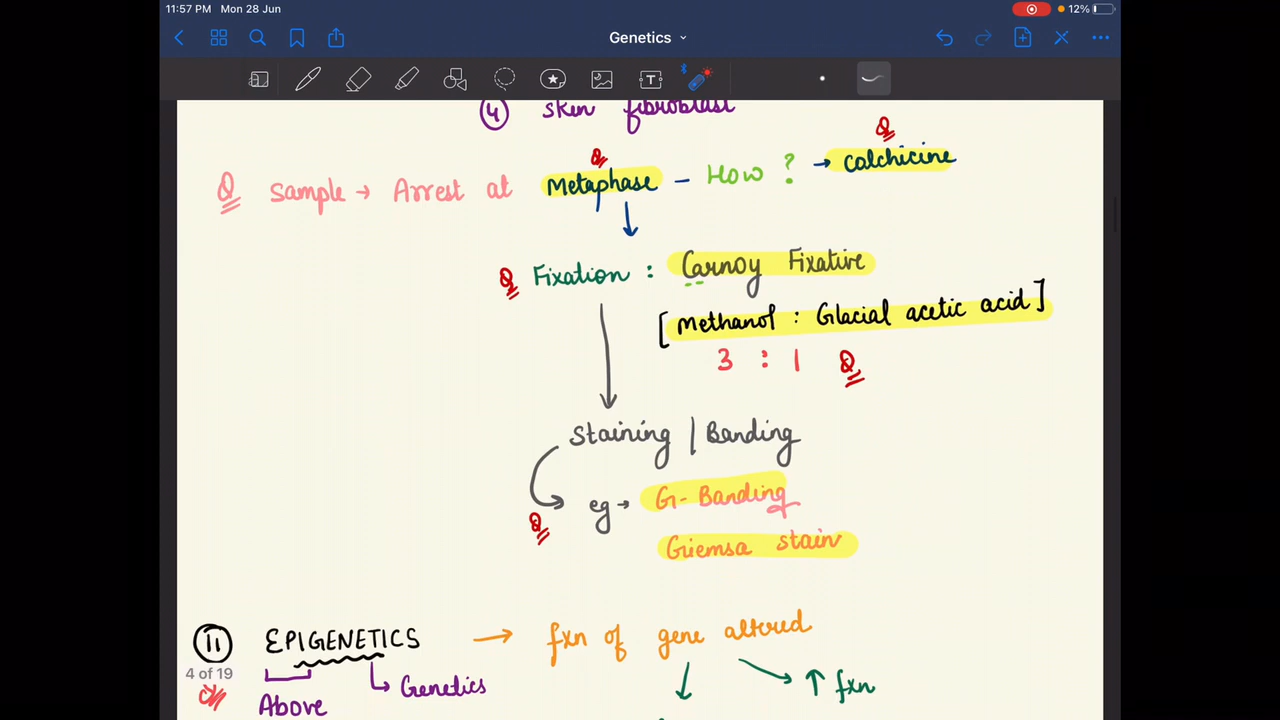 11:57 PM Mon 28 Jun
12%
Genetics
T
4 skin fibroblast
Q Q
Q Sample → Arrest at Metaphase – How ? → Colchicine
Q Fixation : Carnoy Fixative
[Methanol : Glacial acetic acid]
3 : 1 Q
Staining | Banding
Q eg → G-Banding
Giemsa stain
11 EPIGENETICS → fxn of gene altered
4 of 19
Genetics ↑ fxn
Above